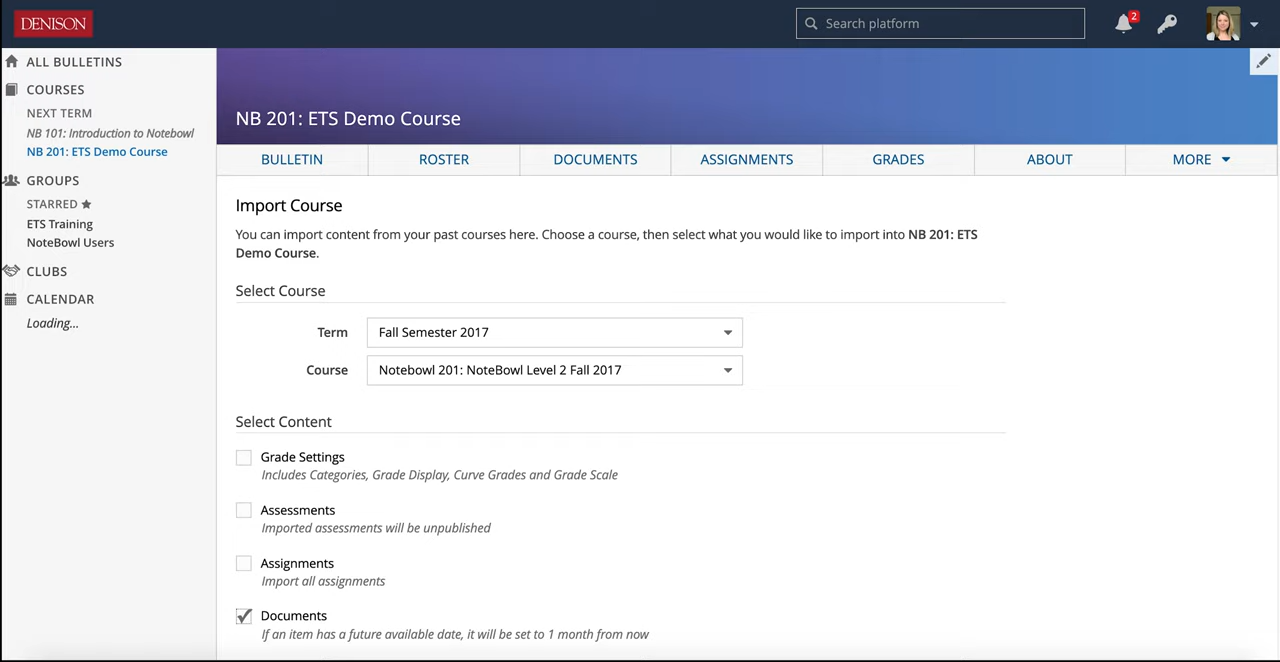 DENISON
Search platform
2
ALL BULLETINS
COURSES
NEXT TERM
NB 101: Introduction to Notebowl
NB 201: ETS Demo Course
GROUPS
STARRED
ETS Training
NoteBowl Users
CLUBS
CALENDAR
Loading...
NB 201: ETS Demo Course
BULLETIN ROSTER DOCUMENTS ASSIGNMENTS GRADES ABOUT MORE
Import Course
You can import content from your past courses here. Choose a course, then select what you would like to import into NB 201: ETS
Demo Course.
Select Course
Term Fall Semester 2017
Course Notebowl 201: NoteBowl Level 2 Fall 2017
Select Content
Grade Settings
Includes Categories, Grade Display, Curve Grades and Grade Scale
Assessments
Imported assessments will be unpublished
Assignments
Import all assignments
Documents
If an item has a future available date, it will be set to 1 month from now